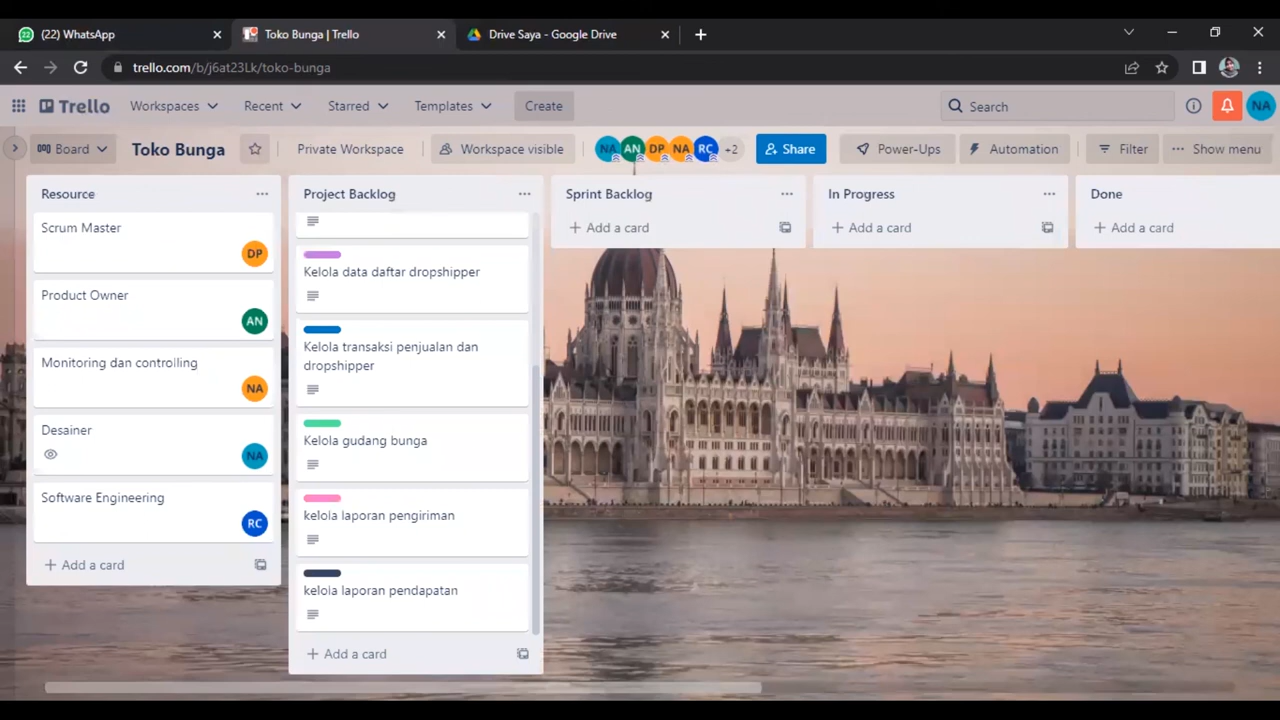 (22) WhatsApp
Toko Bunga | Trello
Drive Saya - Google Drive
trello.com/b/j6at23Lk/toko-bunga
Trello
Workspaces
Recent
Starred
Templates
Create
Search
NA
Board
Toko Bunga
Private Workspace
Workspace visible
NA
AN
DP
NA
RC
+2
Share
Power-Ups
Automation
Filter
Show menu
Resource
Scrum Master
DP
Product Owner
AN
Monitoring dan controlling
NA
Desainer
NA
Software Engineering
RC
Add a card
Project Backlog
Kelola data daftar dropshipper
Kelola transaksi penjualan dan
dropshipper
Kelola gudang bunga
kelola laporan pengiriman
kelola laporan pendapatan
Add a card
Sprint Backlog
Add a card
In Progress
Add a card
Done
Add a card